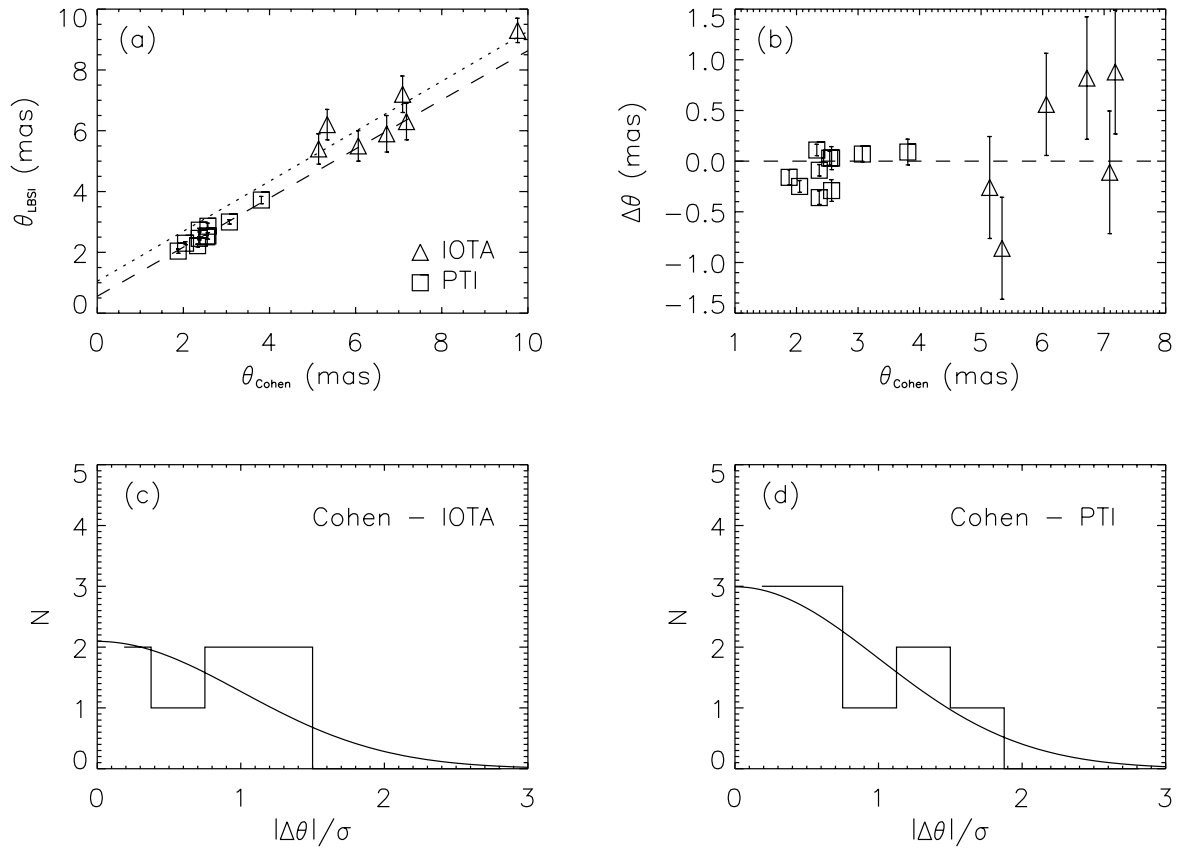 (a)
10
8
6
4
2
0
θLBSI (mas)
△ IOTA
□ PTI
0 2 4 6 8 10
θCohen (mas)
(b)
1.5
1.0
0.5
0.0
−0.5
−1.0
−1.5
Δθ (mas)
1 2 3 4 5 6 7 8
θCohen (mas)
(c)
Cohen − IOTA
5
4
3
2
1
0
N
0 1 2 3
|Δθ|/σ
(d)
Cohen − PTI
5
4
3
2
1
0
N
0 1 2 3
|Δθ|/σ